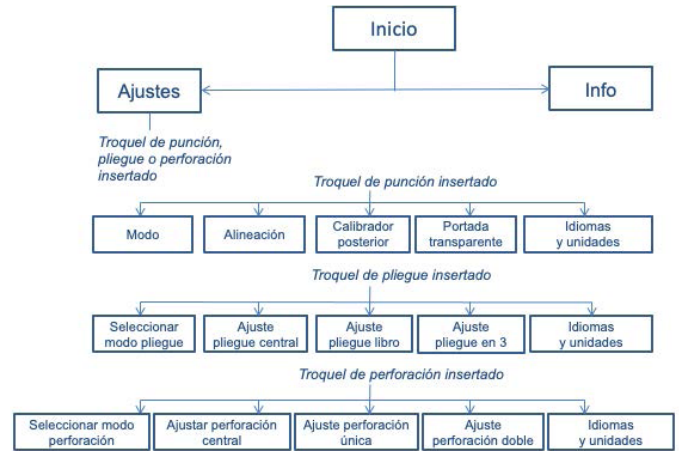 Inicio
Ajustes
Info
Troquel de punción,
pliegue o perforación
insertado
Troquel de punción insertado
Modo
Alineación
Calibrador
posterior
Portada
transparente
Idiomas
y unidades
Troquel de pliegue insertado
Seleccionar
modo pliegue
Ajuste
pliegue central
Ajuste
pliegue libro
Ajuste
pliegue en 3
Idiomas
y unidades
Troquel de perforación insertado
Seleccionar modo
perforación
Ajustar perforación
central
Ajuste perforación
única
Ajuste
perforación doble
Idiomas
y unidades